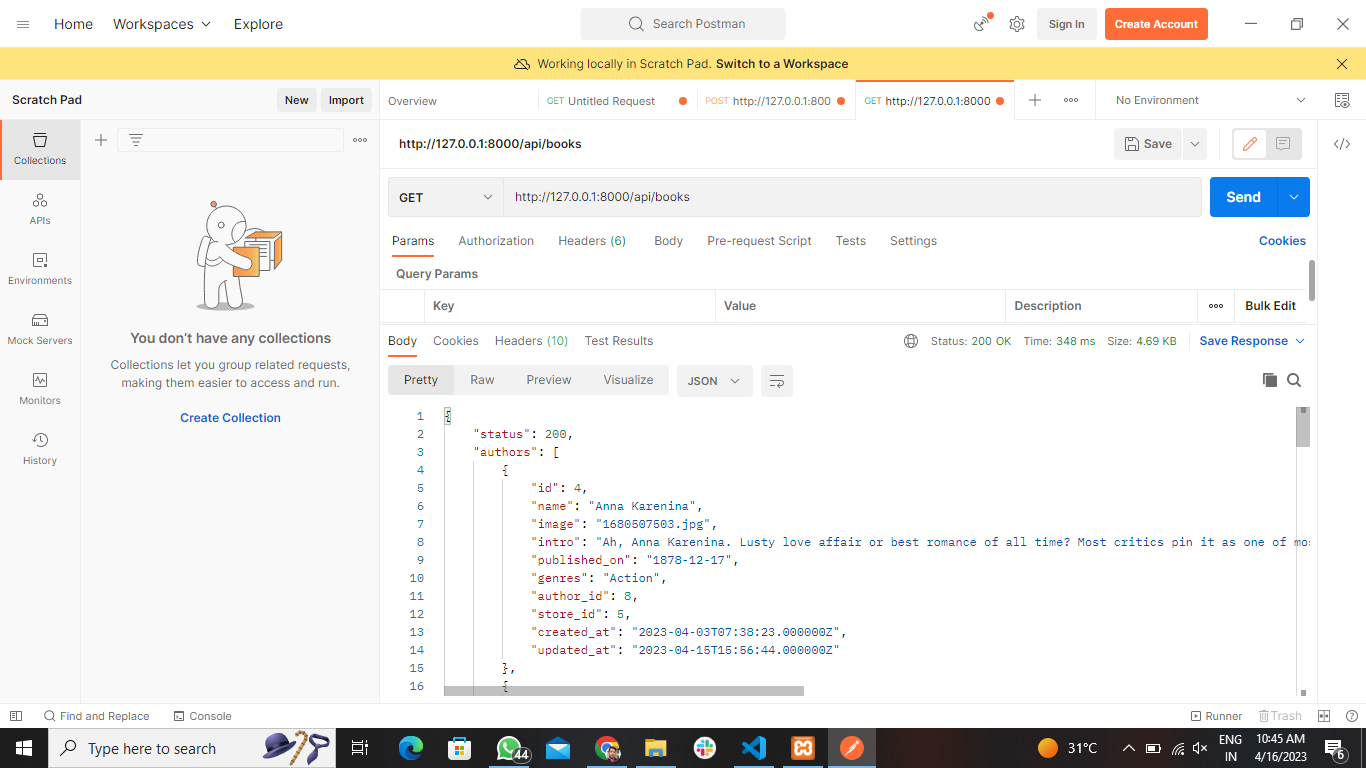 Home Workspaces Explore Search Postman Sign In Create Account
Working locally in Scratch Pad. Switch to a Workspace
Scratch Pad New Import Overview GET Untitled Request POST http://127.0.0.1:800 GET http://127.0.0.1:8000 No Environment
Collections
APIs
Environments
Mock Servers
Monitors
History
You don't have any collections
Collections let you group related requests,
making them easier to access and run.
Create Collection
http://127.0.0.1:8000/api/books Save
GET http://127.0.0.1:8000/api/books Send
Params Authorization Headers (6) Body Pre-request Script Tests Settings Cookies
Query Params
Key Value Description Bulk Edit
Body Cookies Headers (10) Test Results Status: 200 OK Time: 348 ms Size: 4.69 KB Save Response
Pretty Raw Preview Visualize JSON
1 {
2 "status": 200,
3 "authors": [
4 {
5 "id": 4,
6 "name": "Anna Karenina",
7 "image": "1680507503.jpg",
8 "intro": "Ah, Anna Karenina. Lusty love affair or best romance of all time? Most critics pin it as one of mos
9 "published_on": "1878-12-17",
10 "genres": "Action",
11 "author_id": 8,
12 "store_id": 5,
13 "created_at": "2023-04-03T07:38:23.000000Z",
14 "updated_at": "2023-04-15T15:56:44.000000Z"
15 },
16 {
Find and Replace Console Runner Trash
Type here to search 44 31°C ENG IN 10:45 AM 4/16/2023 6